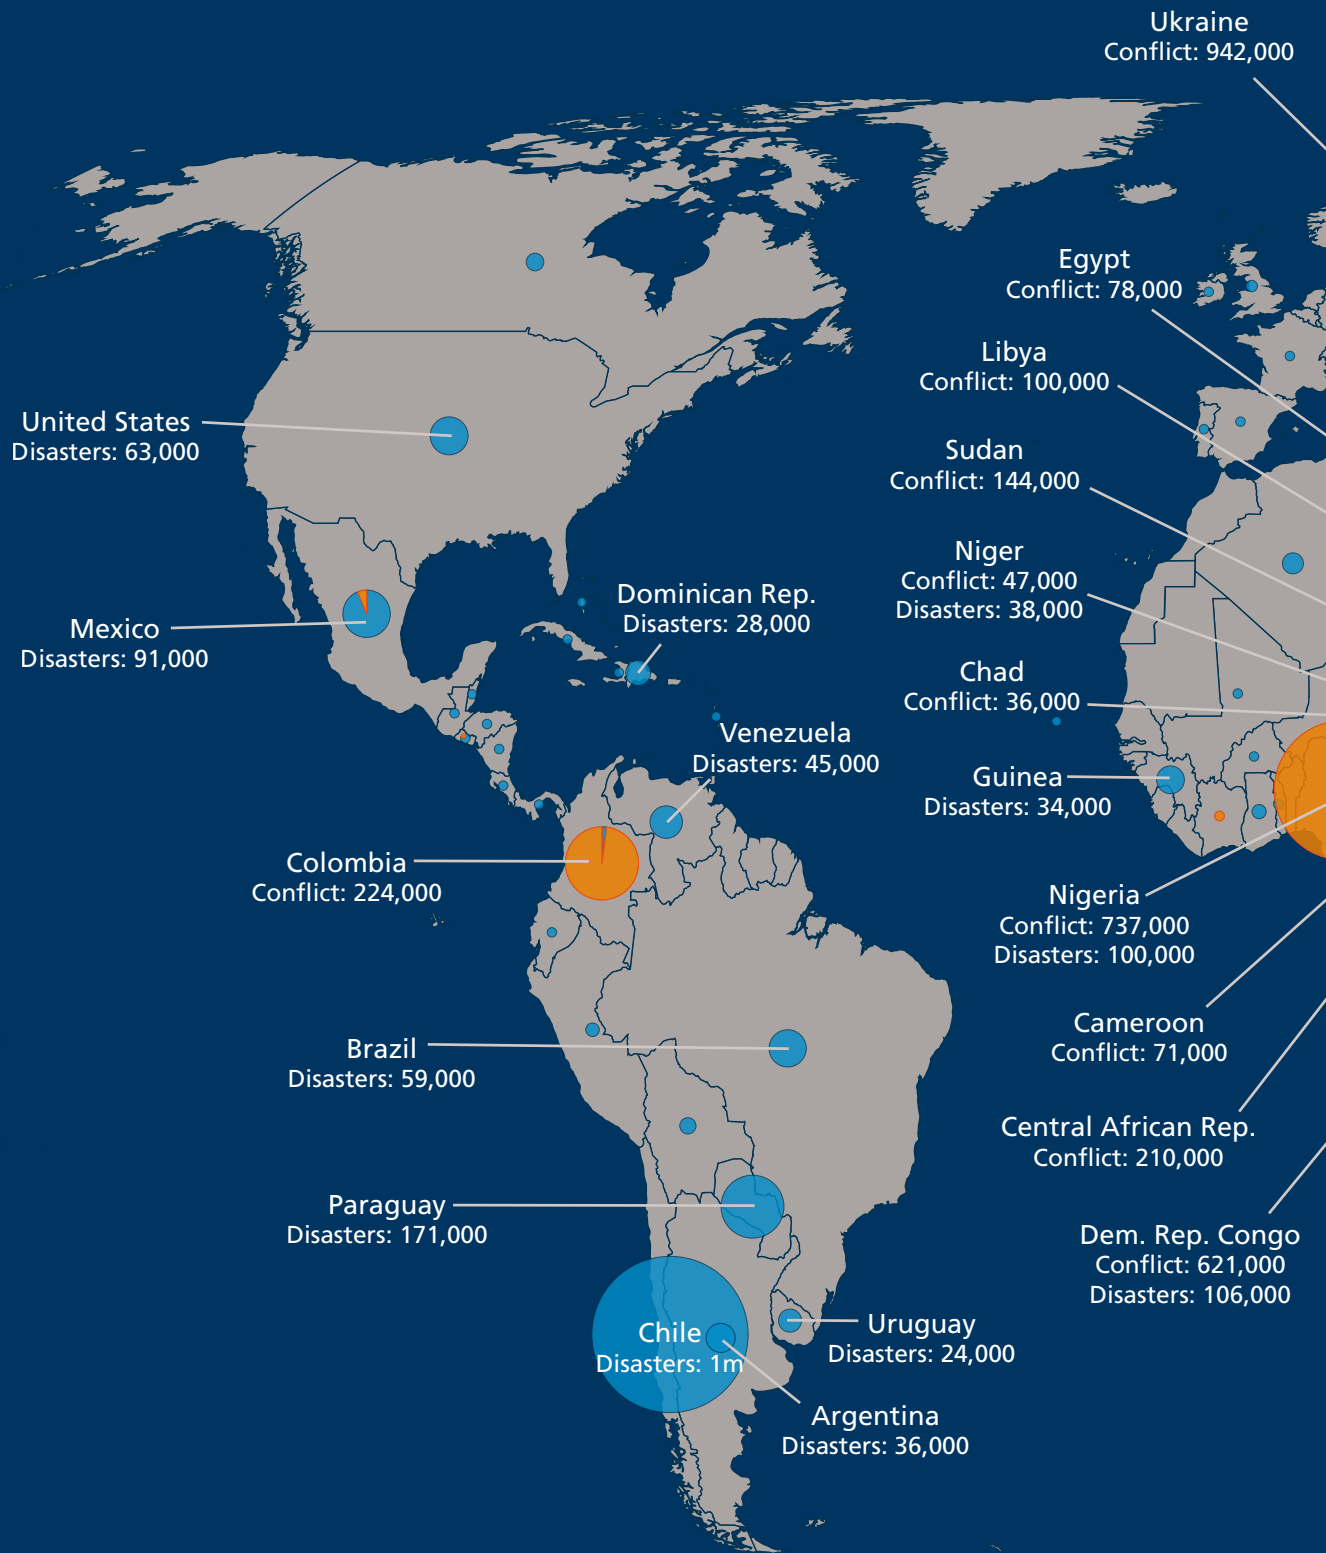 Ukraine
Conflict: 942,000
Egypt
Conflict: 78,000
Libya
Conflict: 100,000
United States
Disasters: 63,000
Sudan
Conflict: 144,000
Niger
Conflict: 47,000
Disasters: 38,000
Dominican Rep.
Disasters: 28,000
Mexico
Disasters: 91,000
Chad
Conflict: 36,000
Venezuela
Disasters: 45,000
Guinea
Disasters: 34,000
Colombia
Conflict: 224,000
Nigeria
Conflict: 737,000
Disasters: 100,000
Cameroon
Conflict: 71,000
Brazil
Disasters: 59,000
Central African Rep.
Conflict: 210,000
Paraguay
Disasters: 171,000
Dem. Rep. Congo
Conflict: 621,000
Disasters: 106,000
Chile
Disasters: 1m
Uruguay
Disasters: 24,000
Argentina
Disasters: 36,000